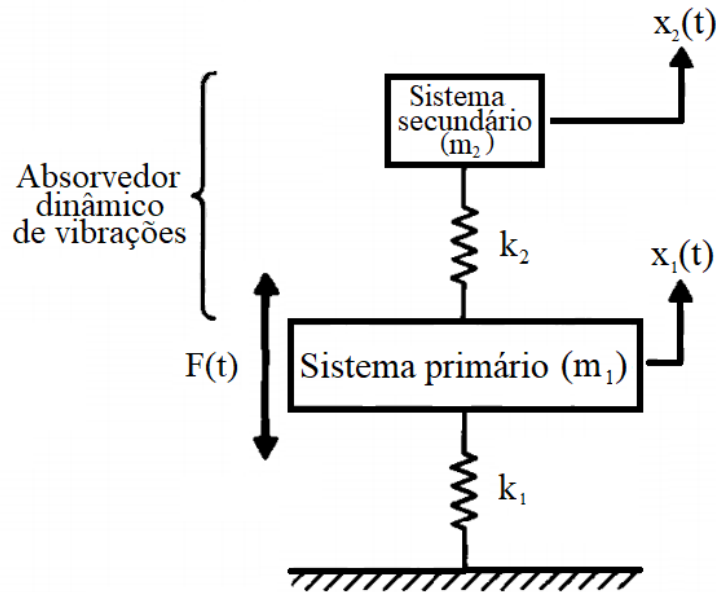 x₂(t)
Sistema
secundário
(m₂)
Absorvedor
dinâmico
de vibrações
k₂
x₁(t)
F(t)
Sistema primário (m₁)
k₁